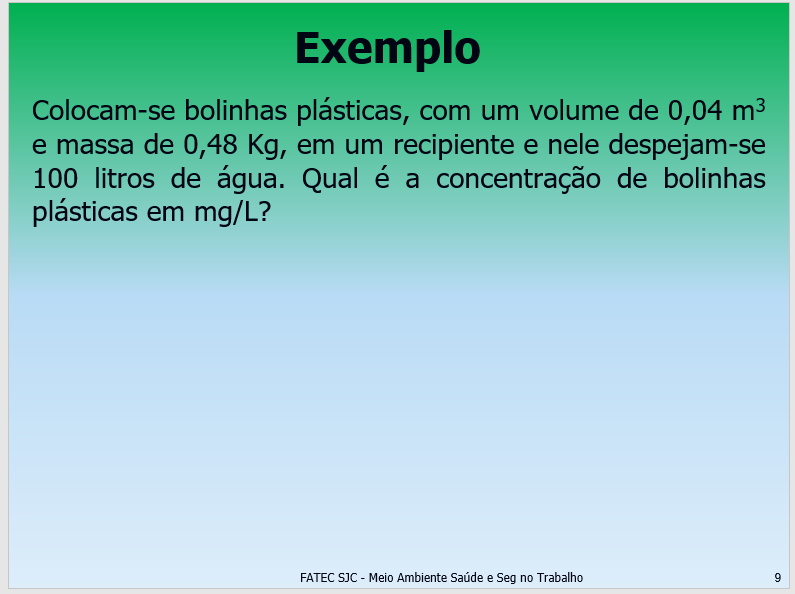 Exemplo
Colocam-se bolinhas plásticas, com um volume de 0,04 m³
e massa de 0,48 Kg, em um recipiente e nele despejam-se
100 litros de água. Qual é a concentração de bolinhas
plásticas em mg/L?
FATEC SJC - Meio Ambiente Saúde e Seg no Trabalho
9